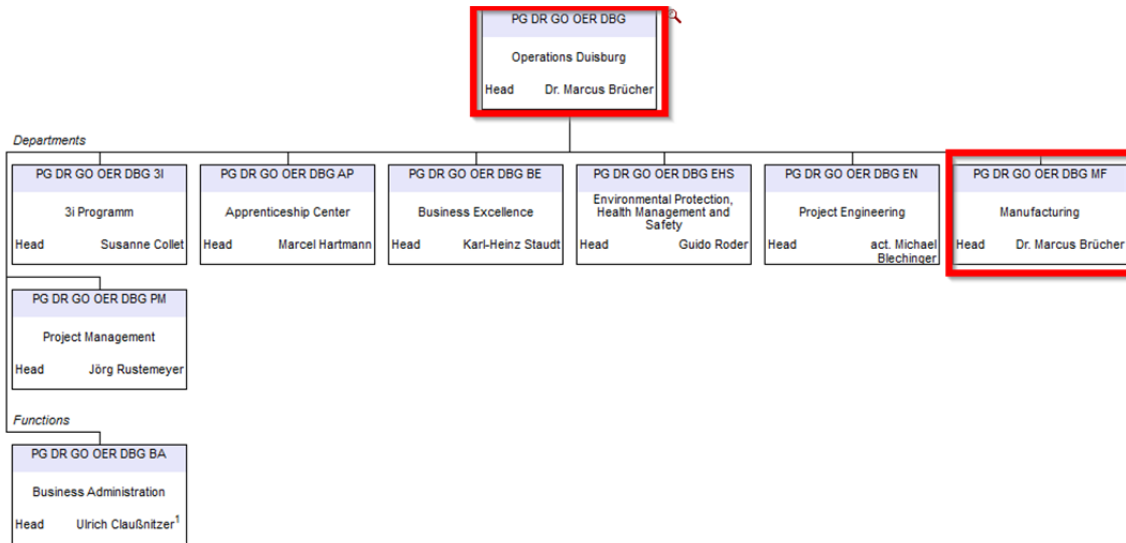 PG DR GO OER DBG
Operations Duisburg
Head Dr. Marcus Brücher
Departments
PG DR GO OER DBG 3I
3i Programm
Head Susanne Collet
PG DR GO OER DBG AP
Apprenticeship Center
Head Marcel Hartmann
PG DR GO OER DBG BE
Business Excellence
Head Karl-Heinz Staudt
PG DR GO OER DBG EHS
Environmental Protection,
Health Management and
Safety
Head Guido Roder
PG DR GO OER DBG EN
Project Engineering
Head act. Michael
Blechinger
PG DR GO OER DBG MF
Manufacturing
Head Dr. Marcus Brücher
PG DR GO OER DBG PM
Project Management
Head Jörg Rustemeyer
Functions
PG DR GO OER DBG BA
Business Administration
Head Ulrich Claußnitzer¹